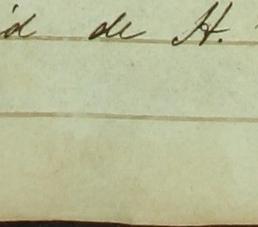 id de H.